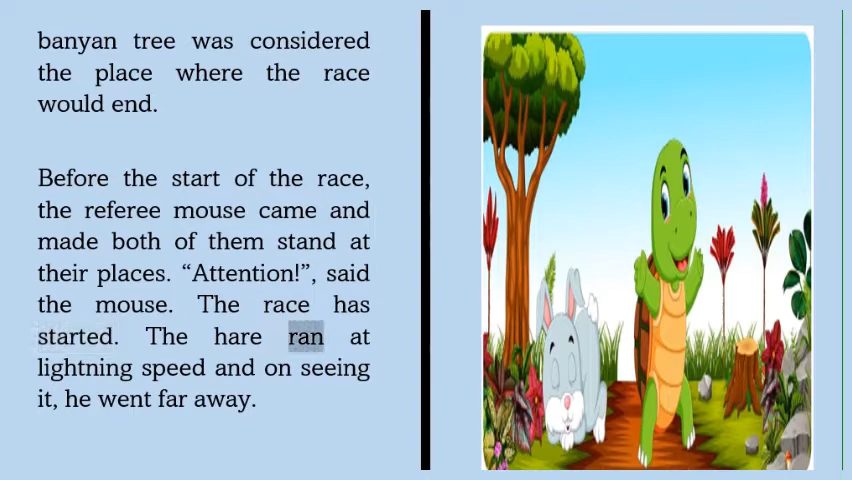 banyan tree was considered
the place where the race
would end.
Before the start of the race,
the referee mouse came and
made both of them stand at
their places. “Attention!”, said
the mouse. The race has
started. The hare ran at
lightning speed and on seeing
it, he went far away.